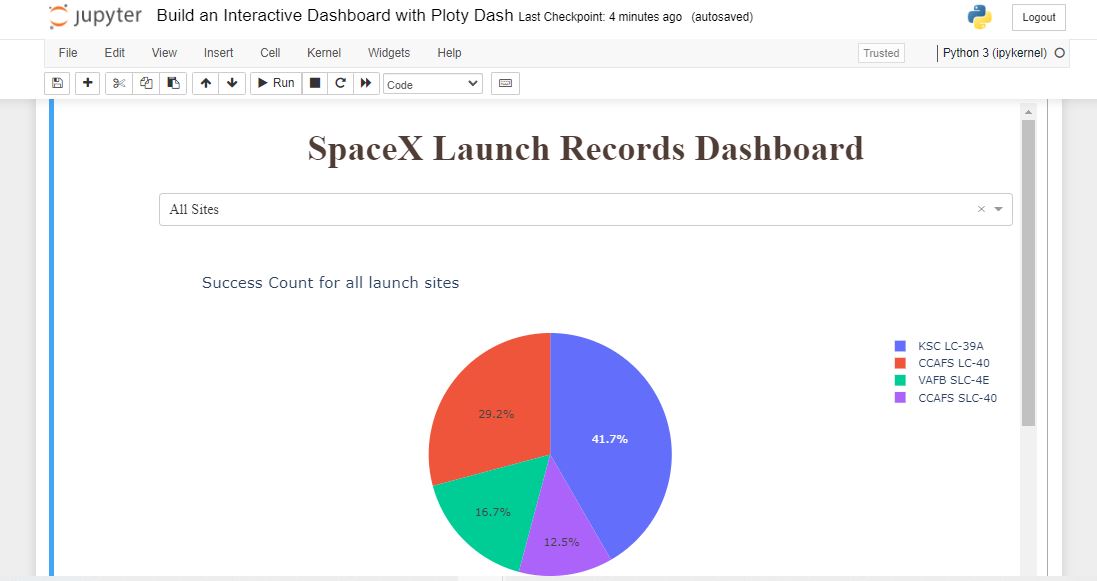 jupyter Build an Interactive Dashboard with Ploty Dash Last Checkpoint: 4 minutes ago (autosaved) Logout
File Edit View Insert Cell Kernel Widgets Help Trusted Python 3 (ipykernel)
Run Code
SpaceX Launch Records Dashboard
All Sites
Success Count for all launch sites
KSC LC-39A
CCAFS LC-40
VAFB SLC-4E
CCAFS SLC-40
29.2%
41.7%
16.7%
12.5%